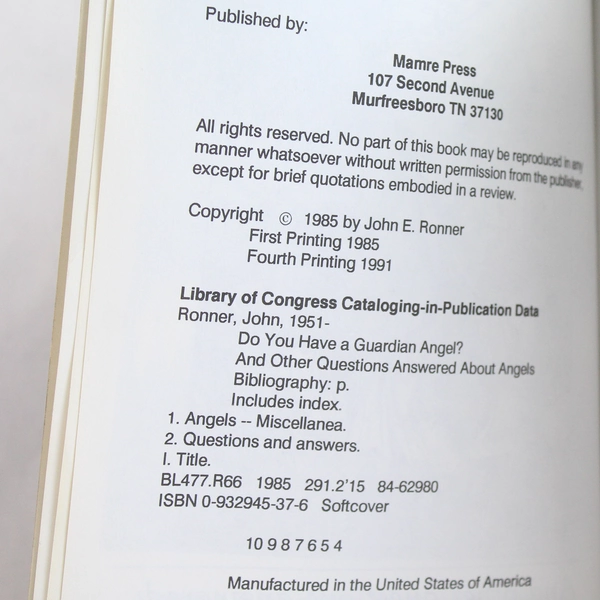 Published by:
Mamre Press
107 Second Avenue
Murfreesboro TN 37130
All rights reserved. No part of this book may be reproduced in any
manner whatsoever without written permission from the publisher,
except for brief quotations embodied in a review.
Copyright © 1985 by John E. Ronner
First Printing 1985
Fourth Printing 1991
Library of Congress Cataloging-in-Publication Data
Ronner, John, 1951-
Do You Have a Guardian Angel?
And Other Questions Answered About Angels
Bibliography: p.
Includes index.
1. Angels -- Miscellanea.
2. Questions and answers.
I. Title.
BL477.R66 1985 291.2'15 84-62980
ISBN 0-932945-37-6 Softcover
10 9 8 7 6 5 4
Manufactured in the United States of America